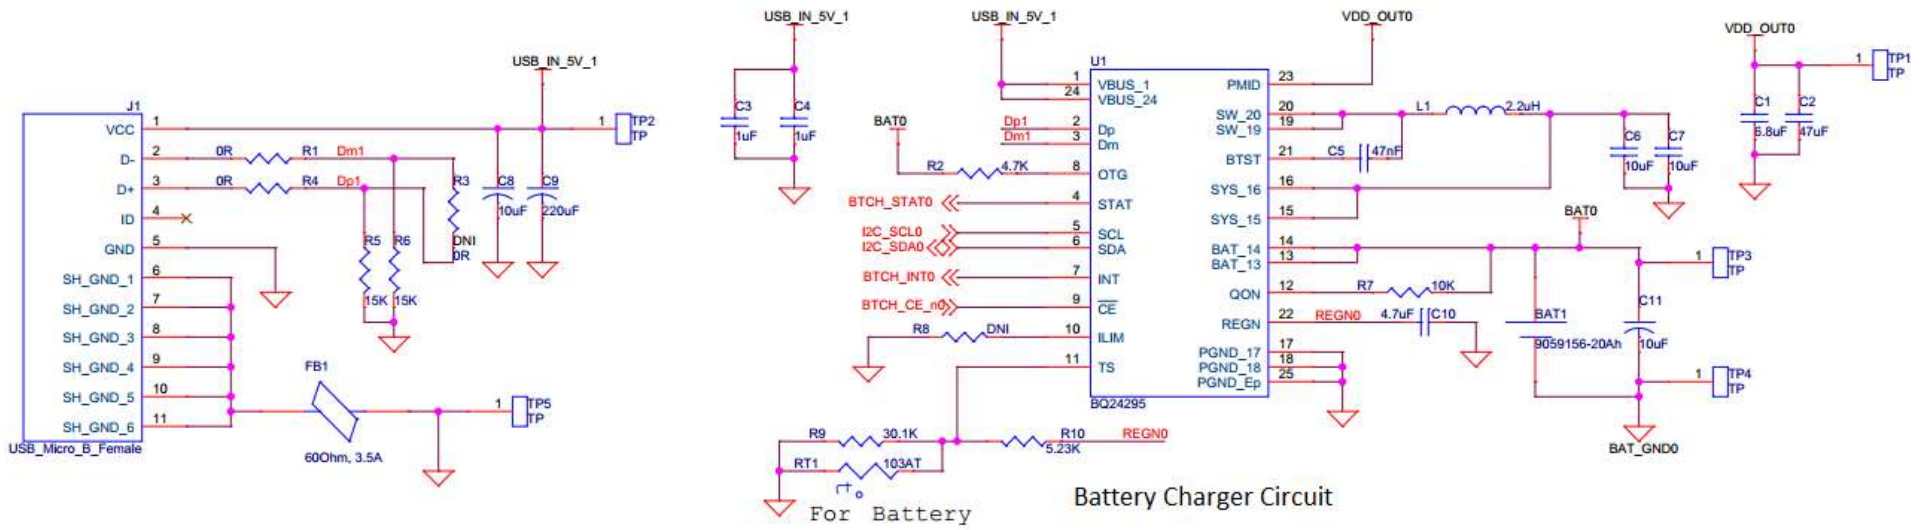 USB_IN_5V_1
USB_IN_5V_1
VDD_OUT0
VDD_OUT0
USB_IN_5V_1
U1
1 TP1
TP
J1
VCC 1
1 TP2
TP
C3 C4
1uF 1uF
1 VBUS_1
24 VBUS_24
PMID 23
SW_20 20
SW_19 19
L1 2.2uH
C1 C2
6.8uF 47uF
BAT0
Dp1 2 Dp
Dm1 3 Dm
C6 C7
10uF 10uF
D- 2 0R R1 Dm1
BTST 21 C5 47nF
R2 4.7K 8 OTG
D+ 3 0R R4 Dp1
R3
DNI
0R
C8 C9
10uF 220uF
SYS_16 16
BTCH_STAT0 4 STAT
SYS_15 15
BAT0
ID 4
I2C_SCL0 5 SCL
I2C_SDA0 6 SDA
GND 5
R5 R6
15K 15K
BAT_14 14
BAT_13 13
1 TP3
TP
SH_GND_1 6
BTCH_INT0 7 INT
QON 12 R7 10K
SH_GND_2 7
BTCH_CE_n0 9 CE
C11
10uF
REGN 22 REGN0 4.7uF C10
BAT1
9059156-20Ah
SH_GND_3 8
R8 DNI 10 ILIM
PGND_17 17
PGND_18 18
PGND_Ep 25
SH_GND_4 9
11 TS
FB1
1 TP4
TP
SH_GND_5 10
BQ24295
1 TP5
TP
SH_GND_6 11
USB_Micro_B_Female
60Ohm, 3.5A
R9 30.1K
R10 REGN0
5.23K
BAT_GND0
RT1 103AT
t°
For Battery
Battery Charger Circuit